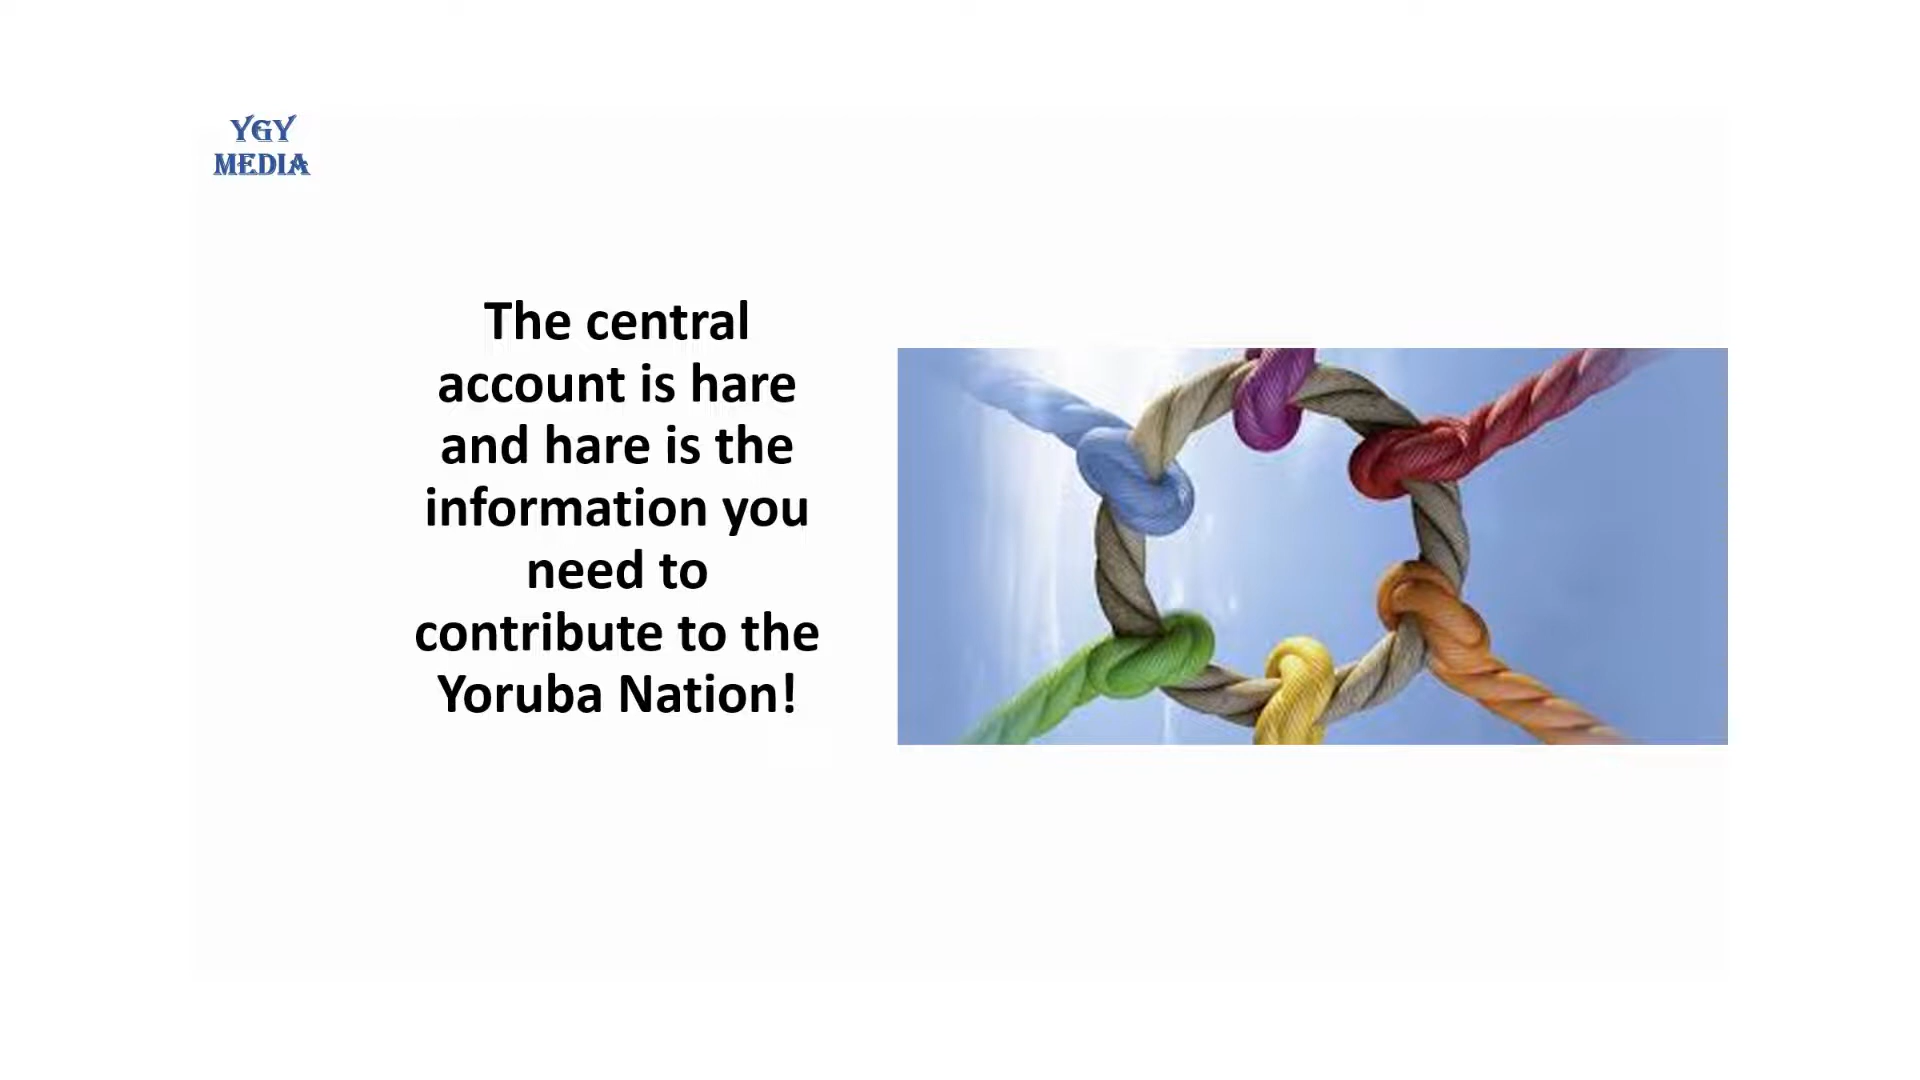 YGY
MEDIA
The central
account is hare
and hare is the
information you
need to
contribute to the
Yoruba Nation!